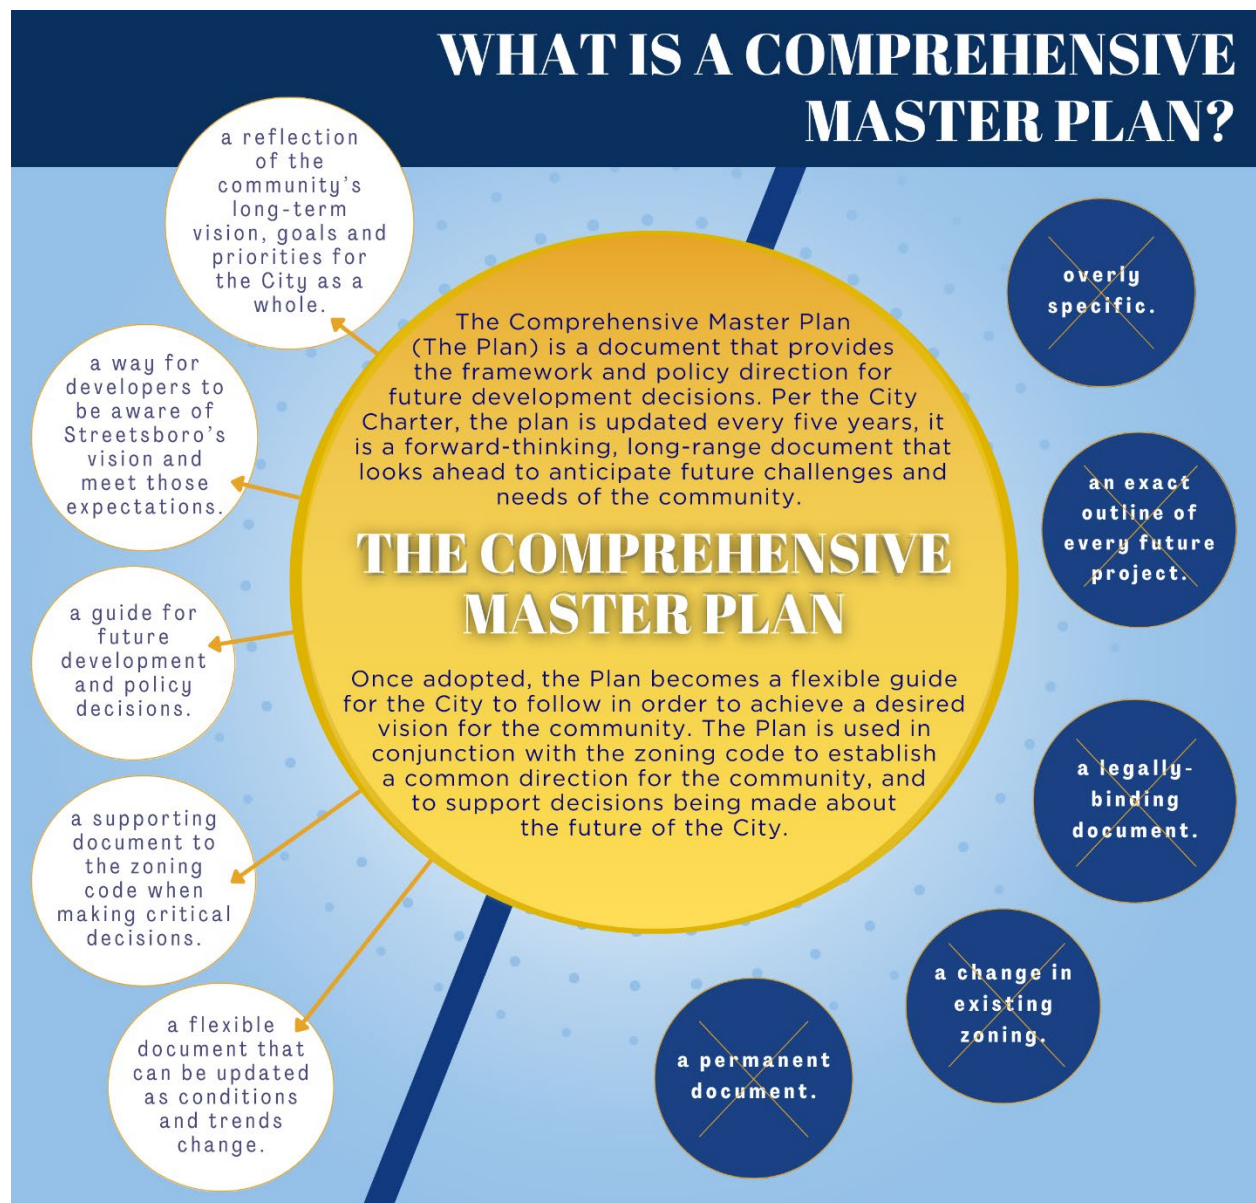 WHAT IS A COMPREHENSIVE
MASTER PLAN?
a reflection
of the
community's
long-term
vision, goals and
priorities for
the City as a
whole.
a way for
developers to
be aware of
Streetsboro's
vision and
meet those
expectations.
a guide for
future
development
and policy
decisions.
a supporting
document to
the zoning
code when
making critical
decisions.
a flexible
document that
can be updated
as conditions
and trends
change.
The Comprehensive Master Plan
(The Plan) is a document that provides
the framework and policy direction for
future development decisions. Per the City
Charter, the plan is updated every five years, it
is a forward-thinking, long-range document that
looks ahead to anticipate future challenges and
needs of the community.
THE COMPREHENSIVE
MASTER PLAN
Once adopted, the Plan becomes a flexible guide
for the City to follow in order to achieve a desired
vision for the community. The Plan is used in
conjunction with the zoning code to establish
a common direction for the community, and
to support decisions being made about
the future of the City.
overly
specific.
an exact
outline of
every future
project.
a legally-
binding
document.
a change in
existing
zoning.
a permanent
document.